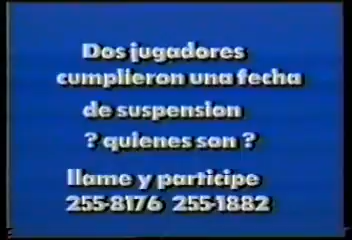 Dos jugadores
cumplieron una fecha
de suspension
? quienes son ?
llame y participe
255-8176 255-1882